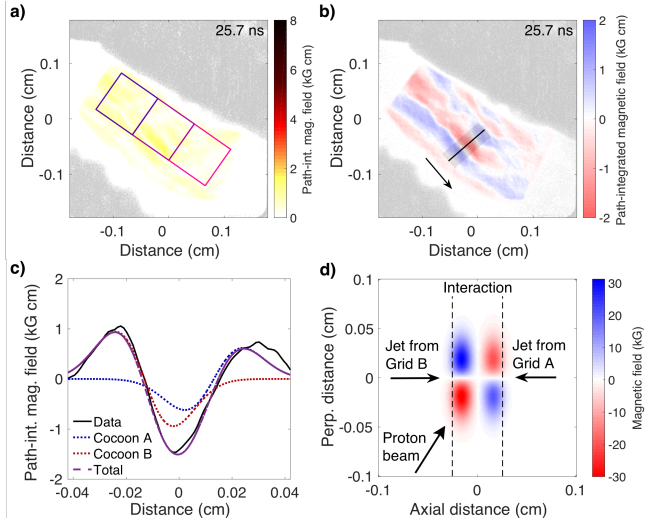 a)
25.7 ns
Distance (cm)
0.1
0
-0.1
-0.1
0
0.1
Distance (cm)
8
6
4
2
0
Path-int. mag. field (kG cm)
b)
25.7 ns
Distance (cm)
0.1
0
-0.1
-0.1
0
0.1
Distance (cm)
2
1
0
-1
-2
Path-integrated magnetic field (kG cm)
c)
Path-int. mag. field (kG cm)
2
1
0
-1
-2
Data
Cocoon A
Cocoon B
Total
-0.04
-0.02
0
0.02
0.04
Distance (cm)
d)
Perp. distance (cm)
0.1
0.05
0
-0.05
-0.1
Interaction
Jet from
Grid B
Jet from
Grid A
Proton
beam
-0.1
0
0.1
Axial distance (cm)
30
20
10
0
-10
-20
-30
Magnetic field (kG)